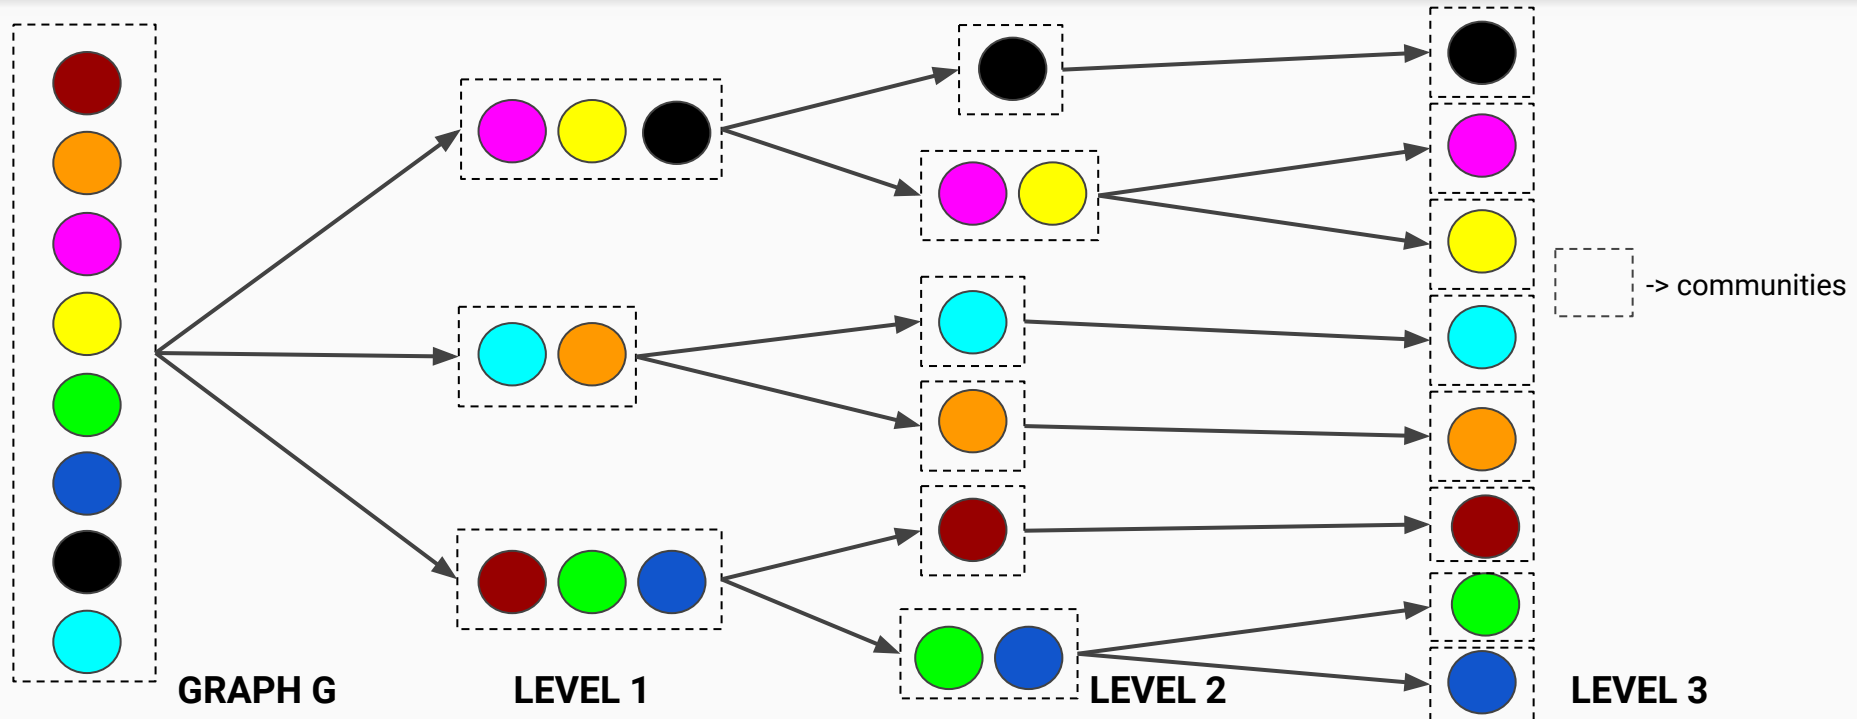 -> communities
GRAPH G
LEVEL 1
LEVEL 2
LEVEL 3